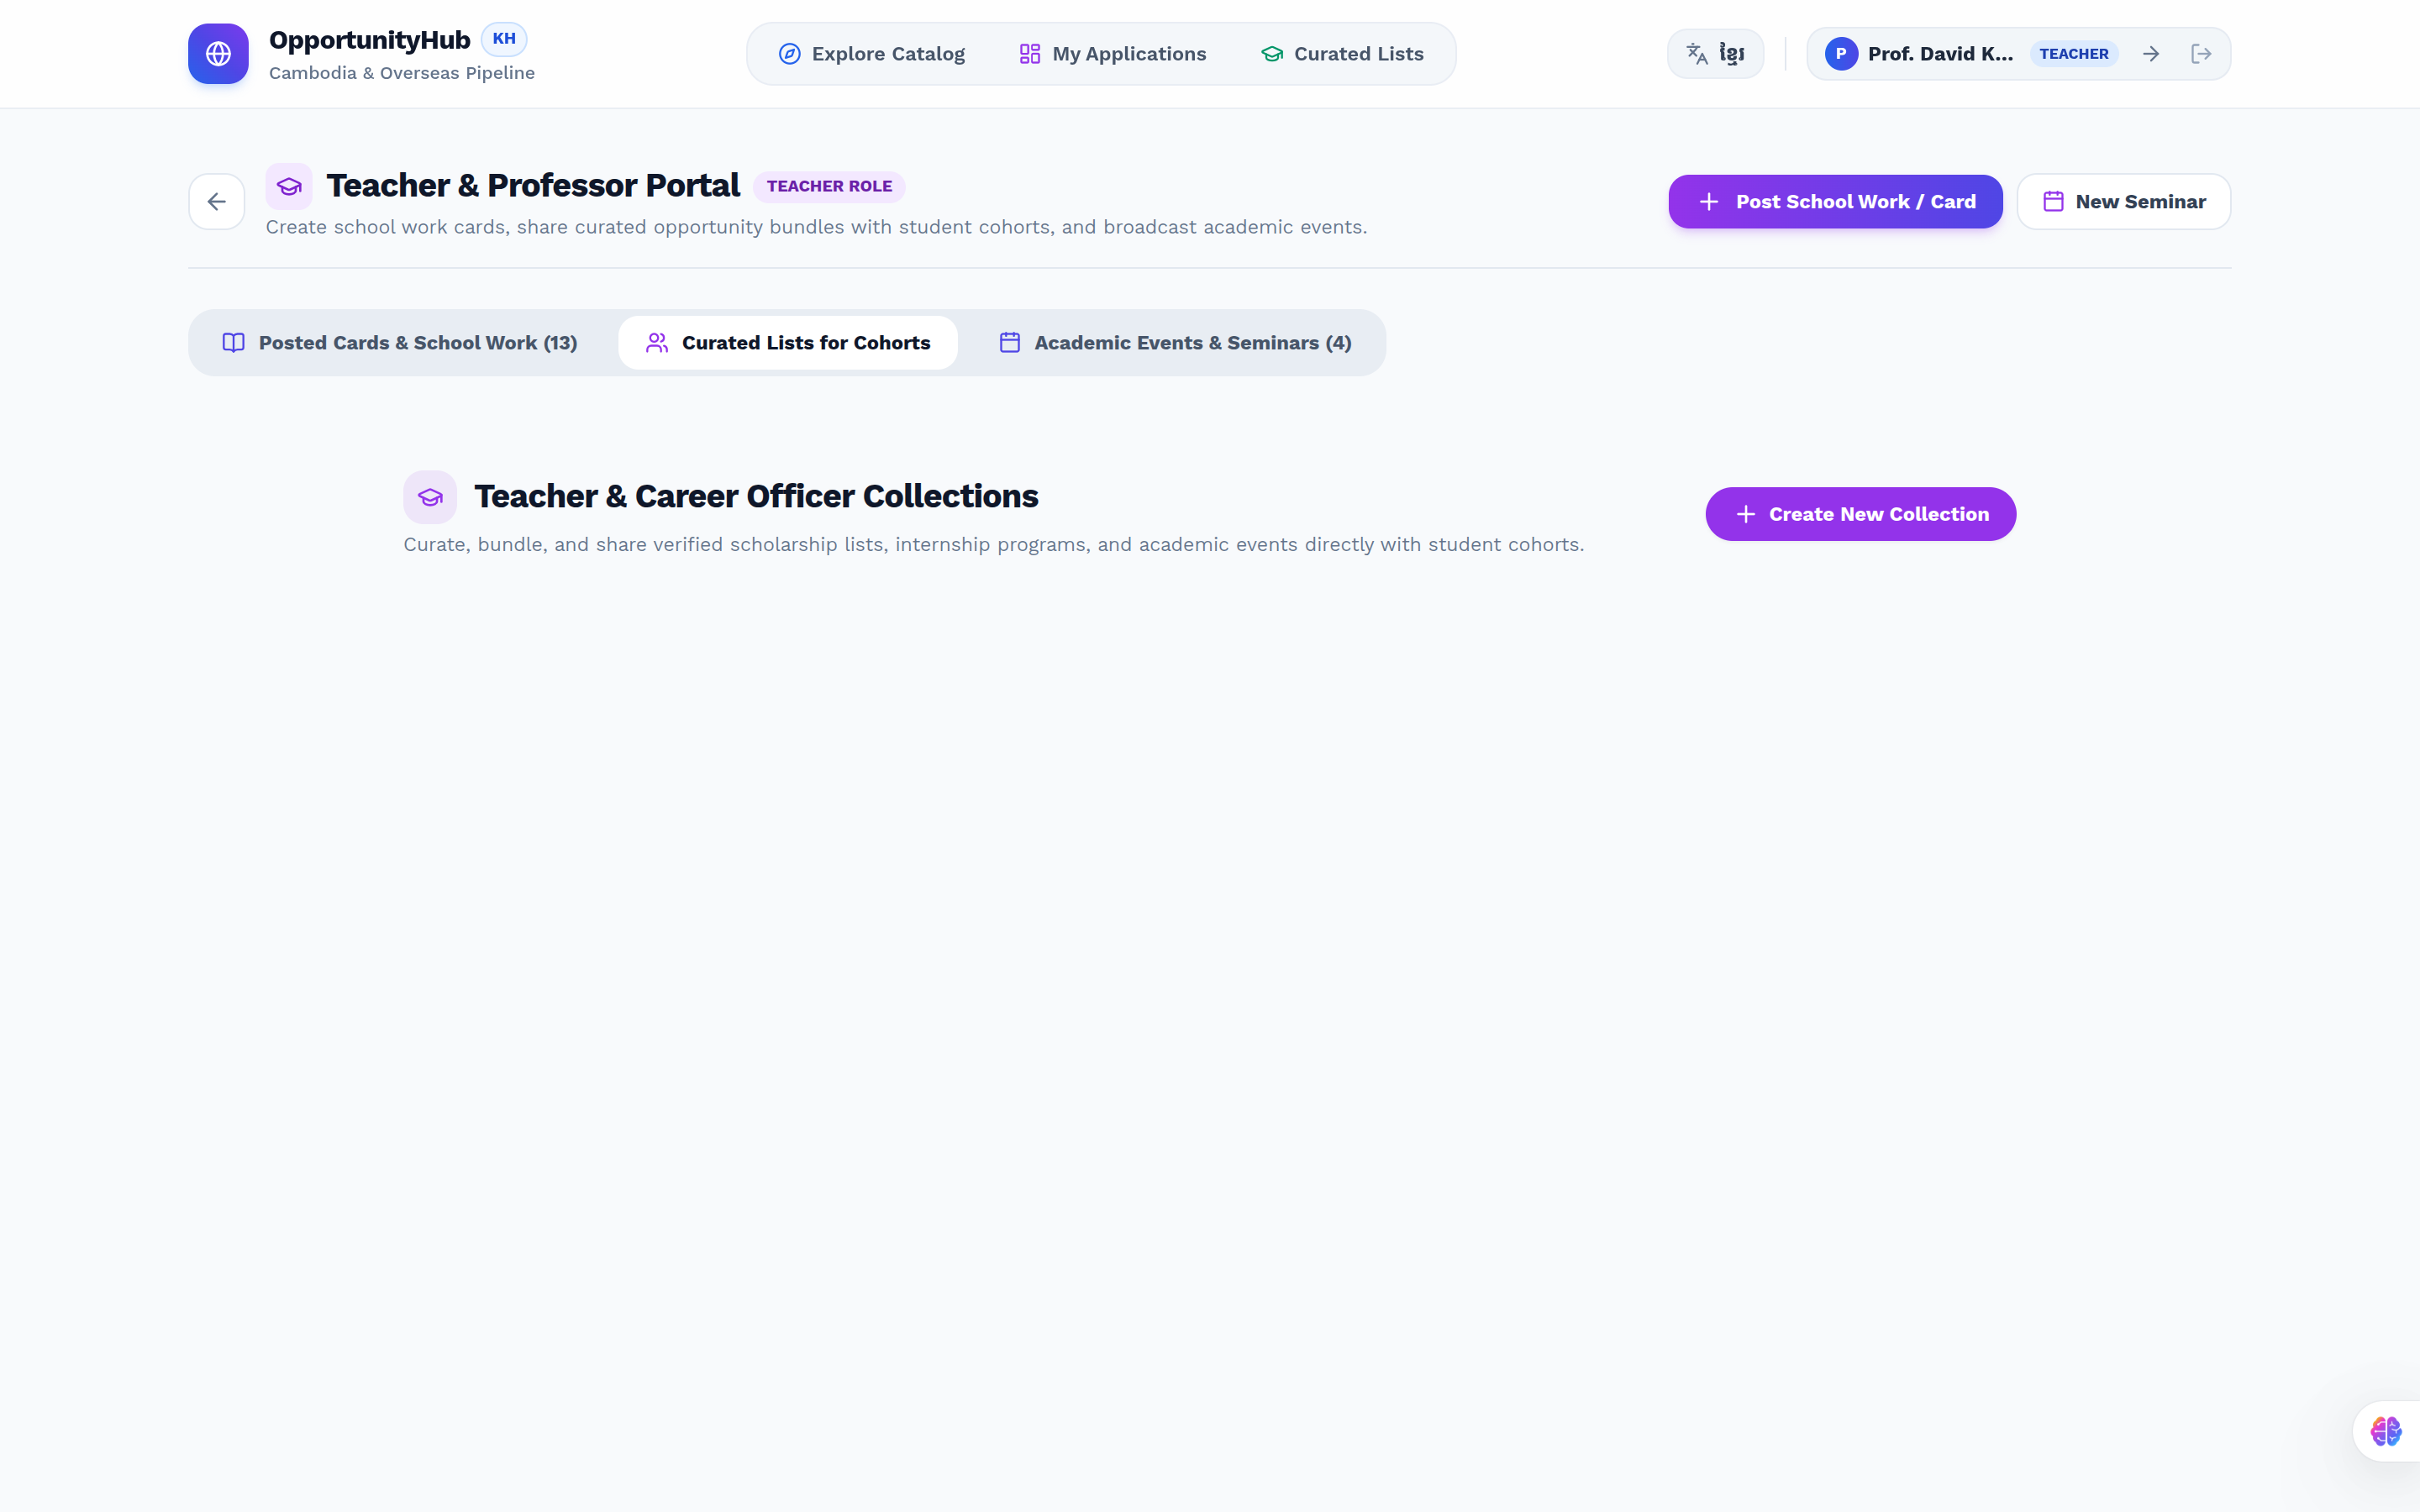 OpportunityHub KH
Cambodia & Overseas Pipeline
Explore Catalog
My Applications
Curated Lists
ខ្មែរ
P Prof. David K... TEACHER
Teacher & Professor Portal TEACHER ROLE
Create school work cards, share curated opportunity bundles with student cohorts, and broadcast academic events.
Post School Work / Card
New Seminar
Posted Cards & School Work (13)
Curated Lists for Cohorts
Academic Events & Seminars (4)
Teacher & Career Officer Collections
Curate, bundle, and share verified scholarship lists, internship programs, and academic events directly with student cohorts.
Create New Collection